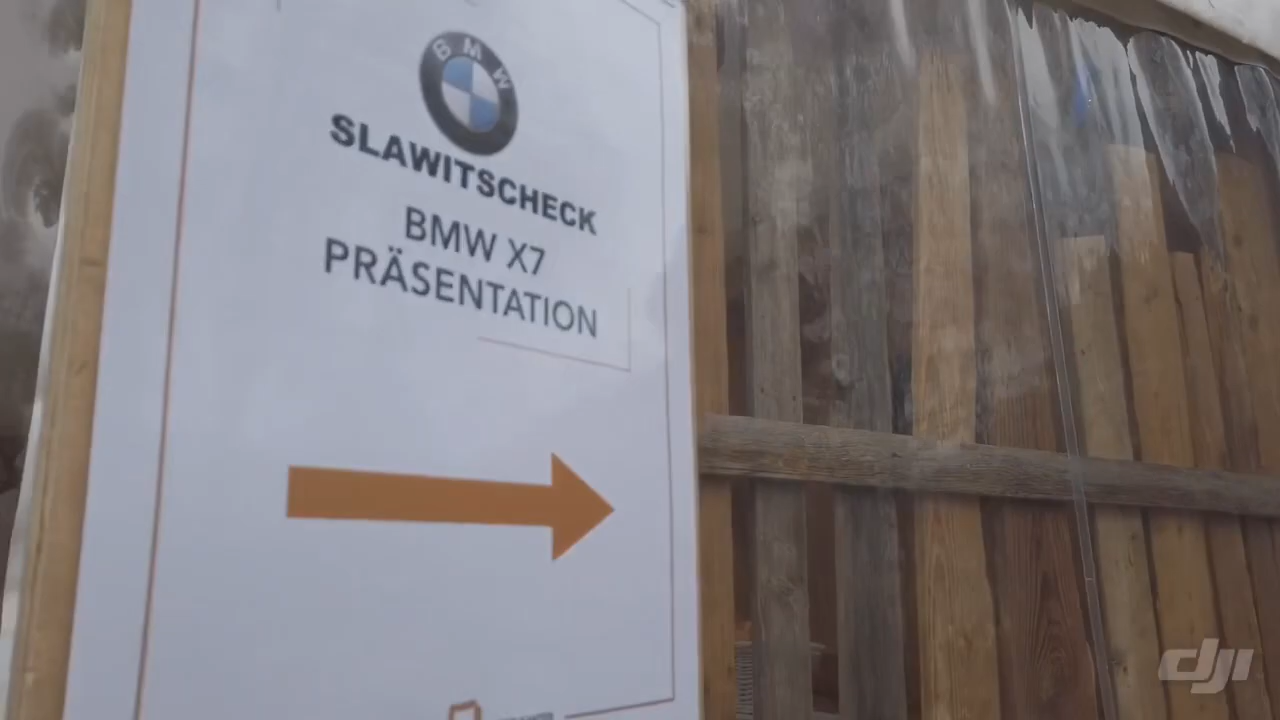 BMW
SLAWITSCHECK
BMW X7
PRÄSENTATION
dji